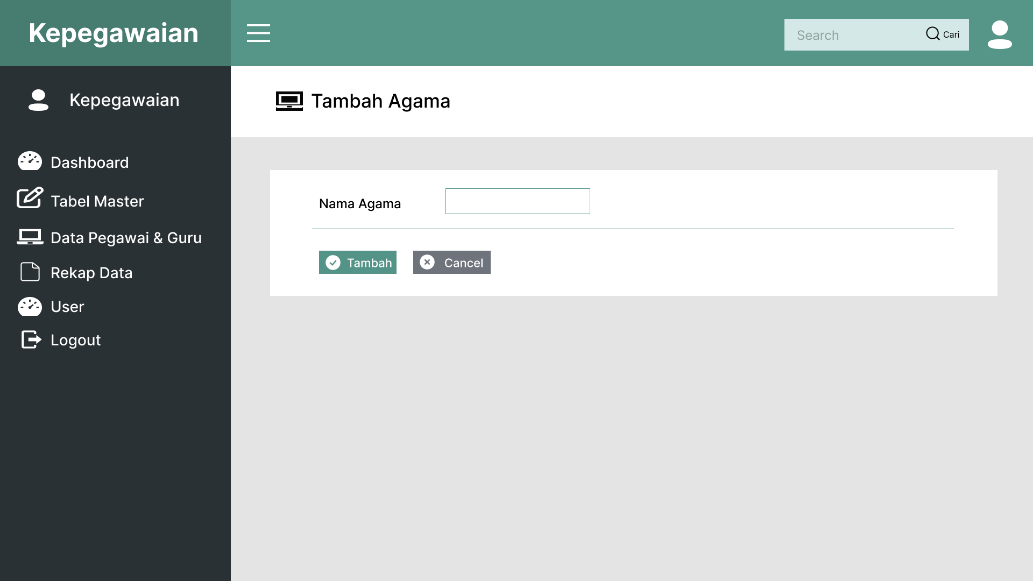 Kepegawaian
Search
Cari
Kepegawaian
Tambah Agama
Dashboard
Tabel Master
Data Pegawai & Guru
Rekap Data
User
Logout
Nama Agama
Tambah
Cancel